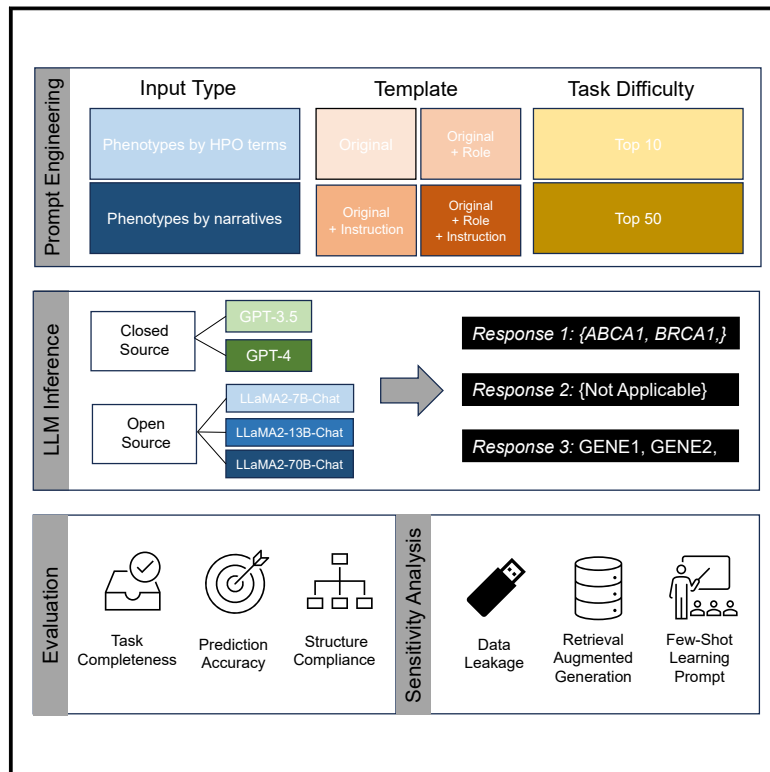 Prompt Engineering
Input Type
Template
Task Difficulty
Phenotypes by HPO terms
Phenotypes by narratives
Original
Original
+ Role
Original
+ Instruction
Original
+ Role
+ Instruction
Top 10
Top 50
LLM Inference
Closed
Source
GPT-3.5
GPT-4
Open
Source
LLaMA2-7B-Chat
LLaMA2-13B-Chat
LLaMA2-70B-Chat
Response 1: {ABCA1, BRCA1,}
Response 2: {Not Applicable}
Response 3: GENE1, GENE2,
Evaluation
Task
Completeness
Prediction
Accuracy
Structure
Compliance
Sensitivity Analysis
Data
Leakage
Retrieval
Augmented
Generation
Few-Shot
Learning
Prompt